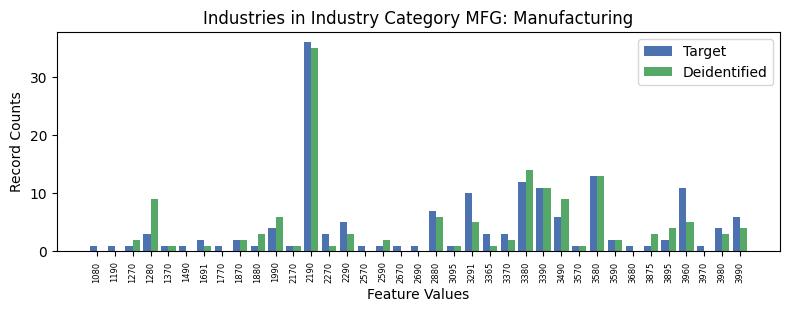 Industries in Industry Category MFG: Manufacturing
Target
Deidentified
Record Counts
30
20
10
0
1080 1190 1270 1280 1370 1490 1691 1770 1870 1880 1990 2170 2190 2270 2290 2570 2590 2670 2690 2880 3095 3291 3365 3370 3380 3390 3490 3570 3580 3590 3680 3875 3895 3960 3970 3980 3990
Feature Values